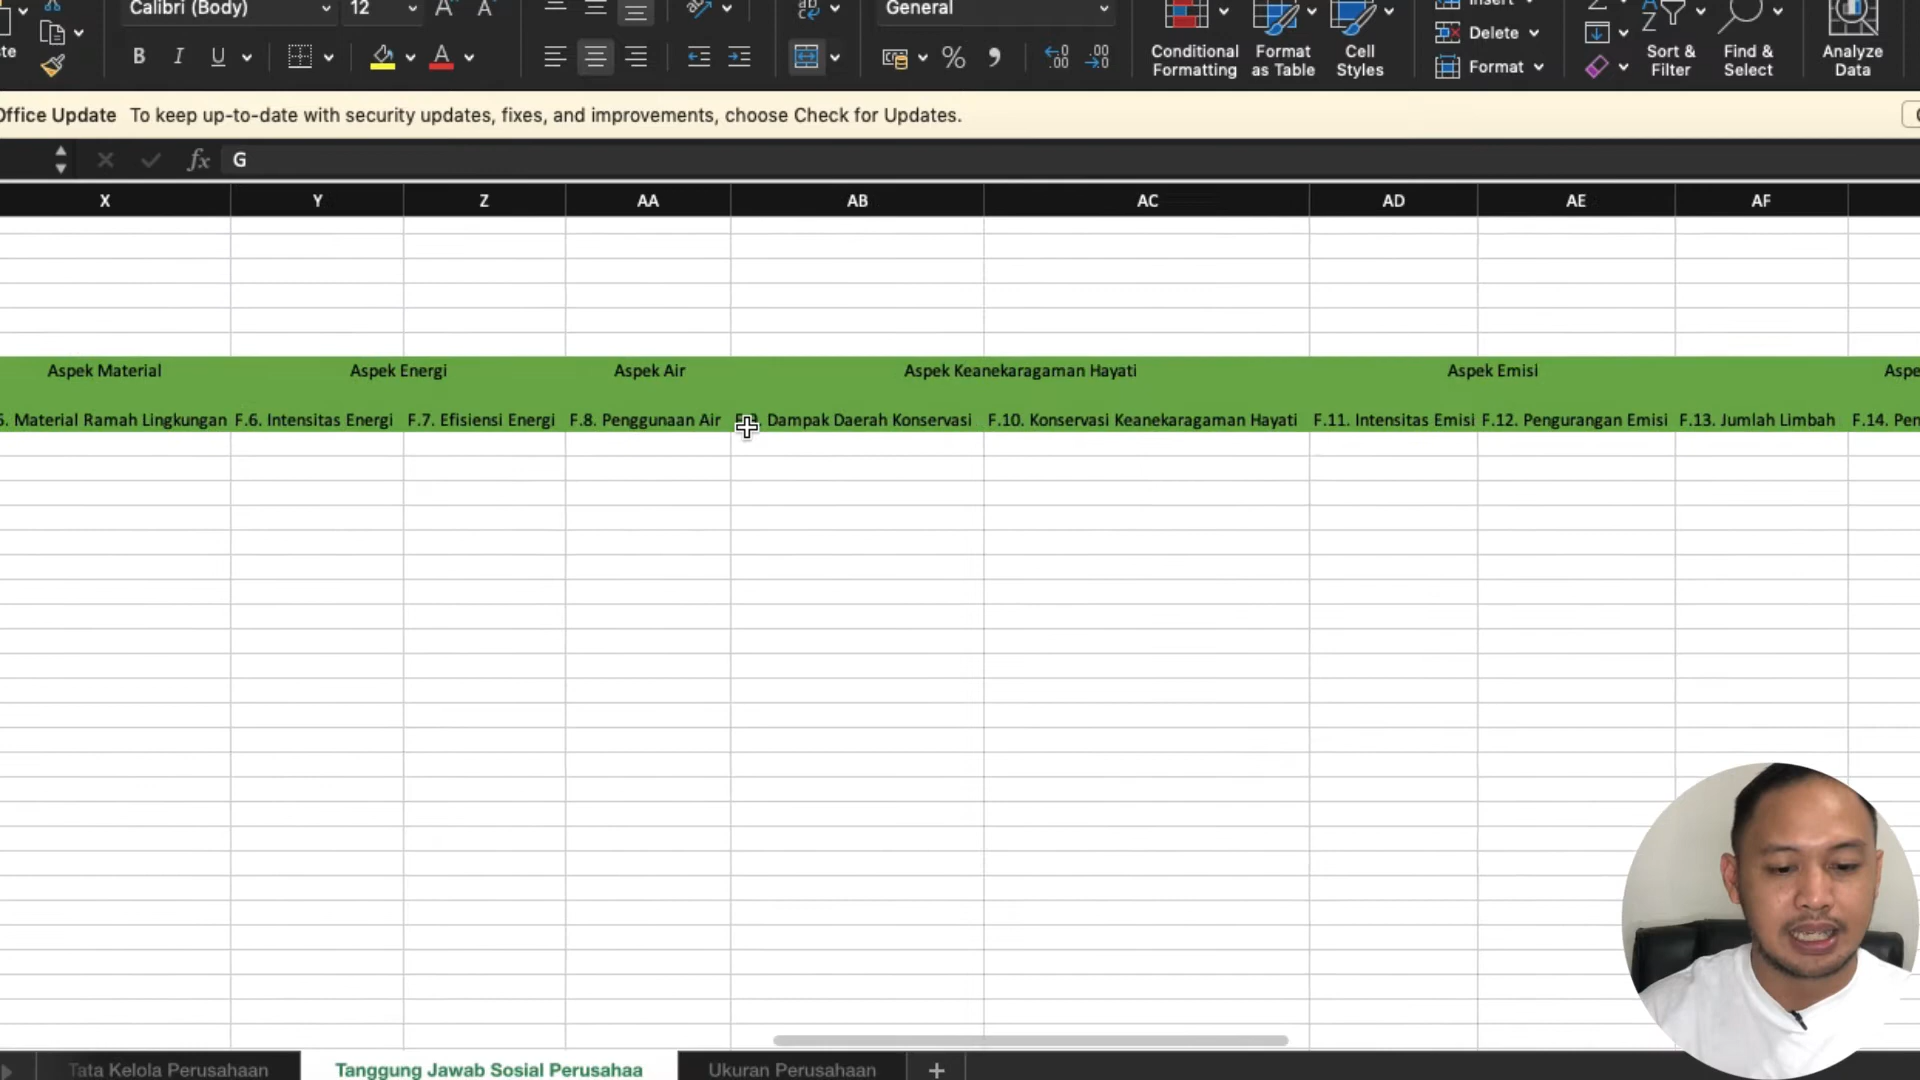 Calibri (Body) 12 General
Conditional Formatting
Format as Table
Cell Styles
Delete
Format
Sort & Filter
Find & Select
Analyze Data
Office Update To keep up-to-date with security updates, fixes, and improvements, choose Check for Updates.
fx G
X Y Z AA AB AC AD AE AF
Aspek Material Aspek Energi Aspek Air Aspek Keanekaragaman Hayati Aspek Emisi
Material Ramah Lingkungan F.6. Intensitas Energi F.7. Efisiensi Energi F.8. Penggunaan Air Dampak Daerah Konservasi F.10. Konservasi Keanekaragaman Hayati F.11. Intensitas Emisi F.12. Pengurangan Emisi F.13. Jumlah Limbah F.14. Pen
Tata Kelola Perusahaan Tanggung Jawab Sosial Perusahaa Ukuran Perusahaan +